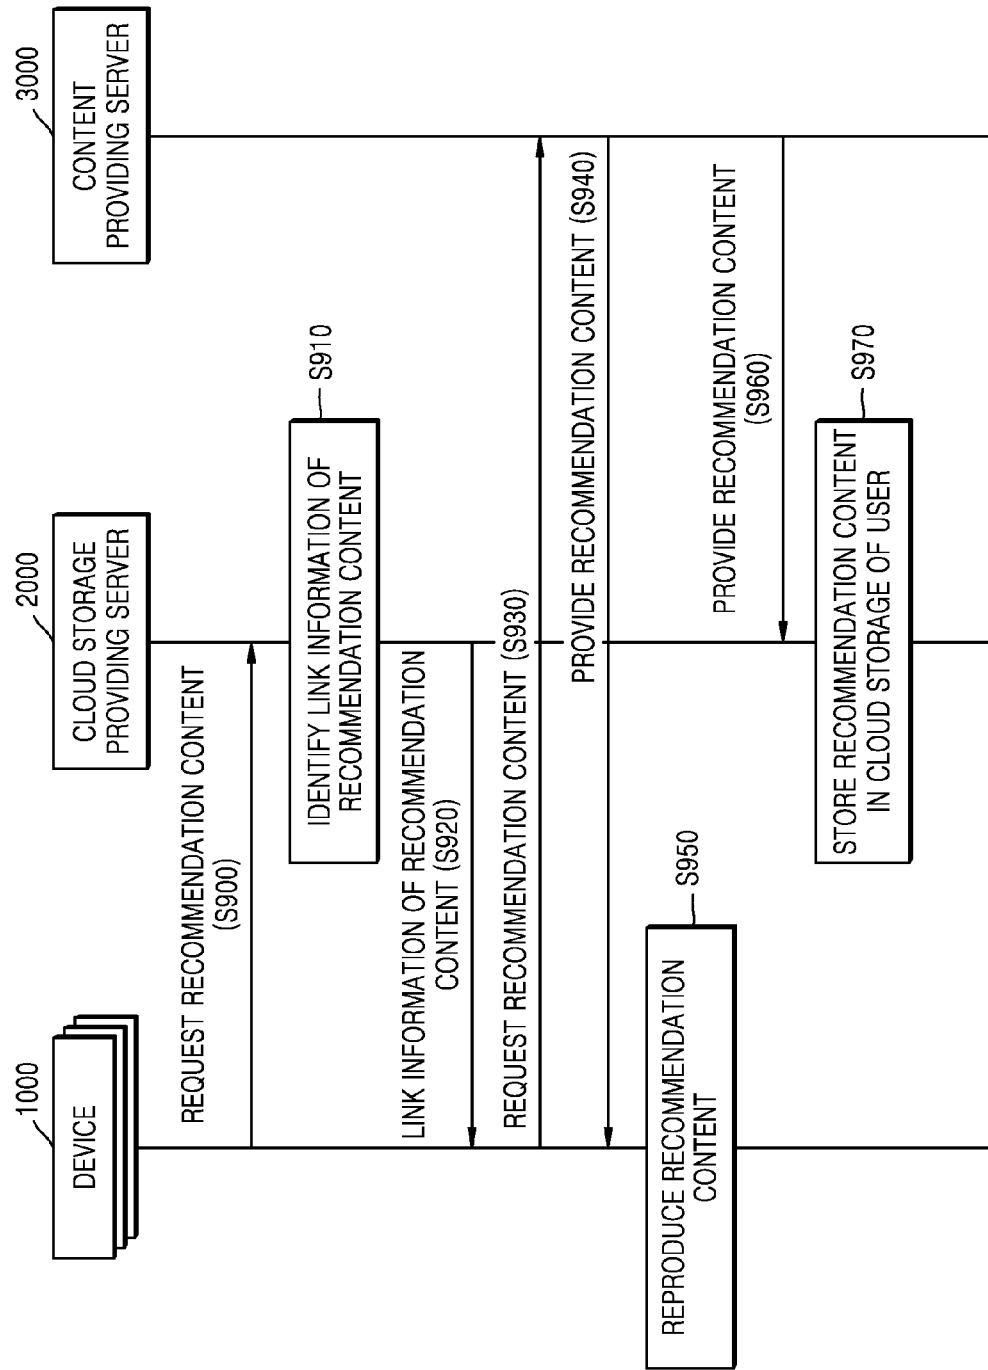 1000
DEVICE
2000
CLOUD STORAGE
PROVIDING SERVER
3000
CONTENT
PROVIDING SERVER
REQUEST RECOMMENDATION CONTENT
(S900)
IDENTIFY LINK INFORMATION OF
RECOMMENDATION CONTENT
S910
LINK INFORMATION OF RECOMMENDATION
CONTENT (S920)
REQUEST RECOMMENDATION CONTENT (S930)
PROVIDE RECOMMENDATION CONTENT (S940)
REPRODUCE RECOMMENDATION
CONTENT
S950
PROVIDE RECOMMENDATION CONTENT
(S960)
STORE RECOMMENDATION CONTENT
IN CLOUD STORAGE OF USER
S970